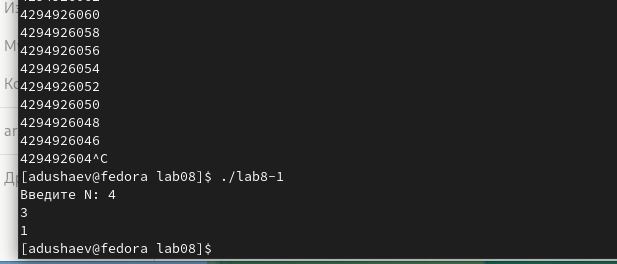 4294926060
4294926058
4294926056
4294926054
4294926052
4294926050
4294926048
4294926046
429492604^C
[adushaev@fedora lab08]$ ./lab8-1
Введите N: 4
3
1
[adushaev@fedora lab08]$